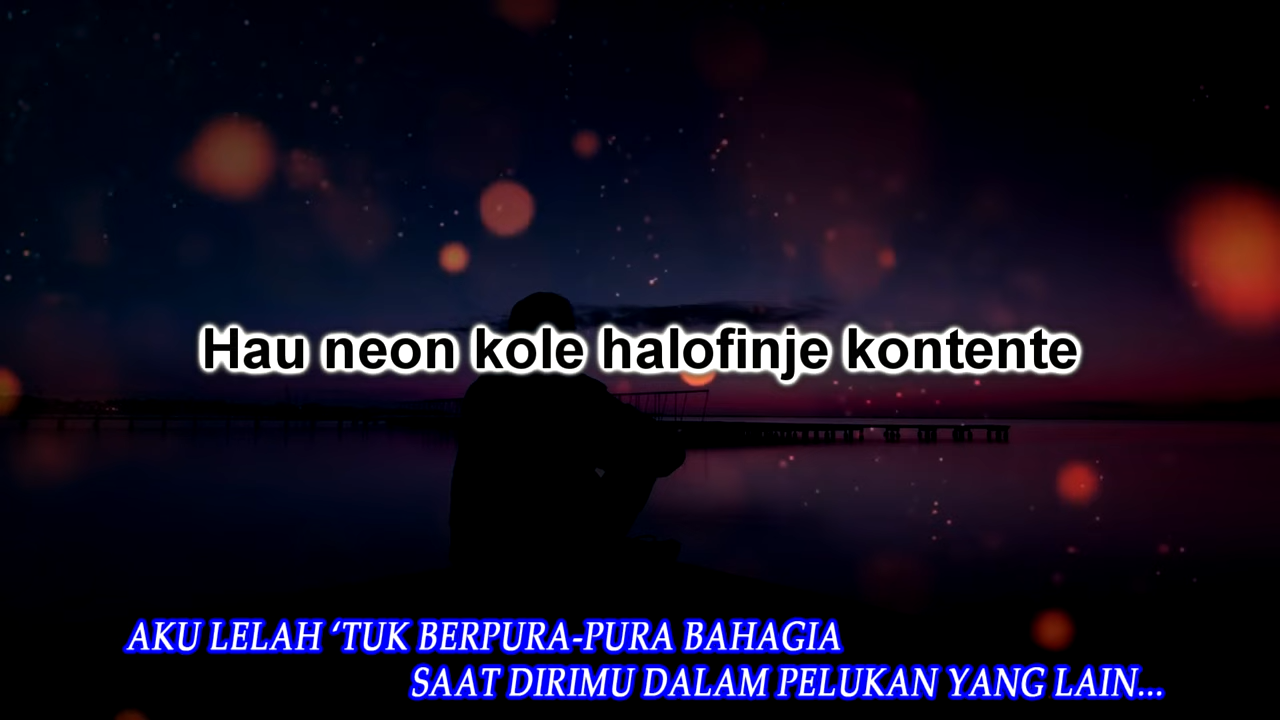 Hau neon kole halofinje kontente
AKU LELAH ‘TUK BERPURA-PURA BAHAGIA
SAAT DIRIMU DALAM PELUKAN YANG LAIN...